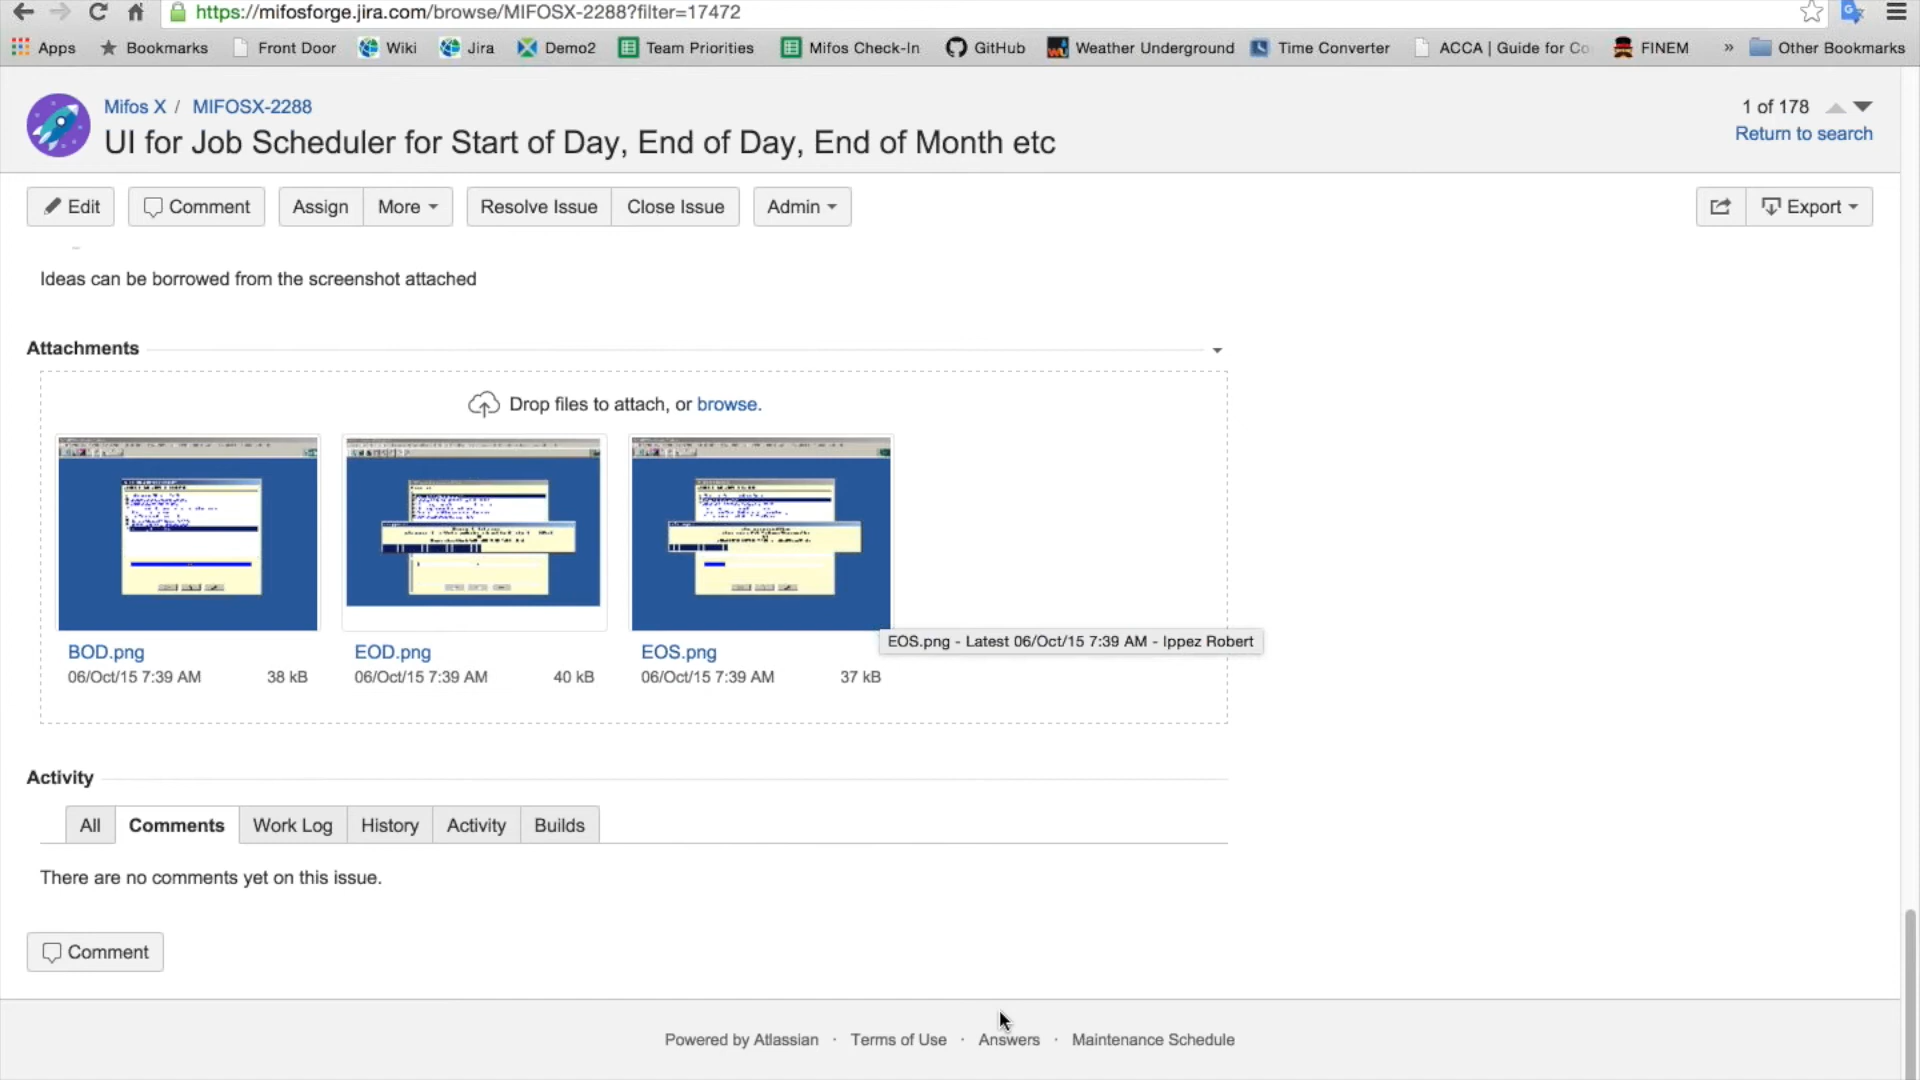 https://mifosforge.jira.com/browse/MIFOSX-2288?filter=17472
Apps Bookmarks Front Door Wiki Jira Demo2 Team Priorities Mifos Check-In GitHub Weather Underground Time Converter ACCA | Guide for Co FINEM » Other Bookmarks
Mifos X / MIFOSX-2288
1 of 178
UI for Job Scheduler for Start of Day, End of Day, End of Month etc
Return to search
Edit Comment Assign More Resolve Issue Close Issue Admin Export
Ideas can be borrowed from the screenshot attached
Attachments
Drop files to attach, or browse.
EOS.png - Latest 06/Oct/15 7:39 AM - Ippez Robert
BOD.png EOD.png EOS.png
06/Oct/15 7:39 AM 38 kB 06/Oct/15 7:39 AM 40 kB 06/Oct/15 7:39 AM 37 kB
Activity
All Comments Work Log History Activity Builds
There are no comments yet on this issue.
Comment
Powered by Atlassian · Terms of Use · Answers · Maintenance Schedule